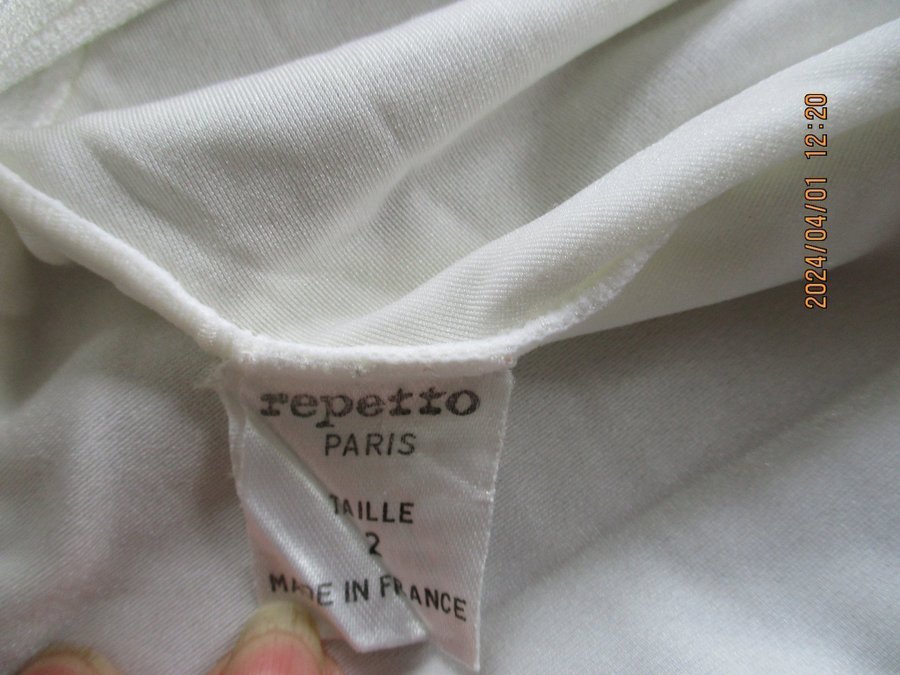 repetto
PARIS
TAILLE
2
MADE IN FRANCE
2024/04/01 12:20